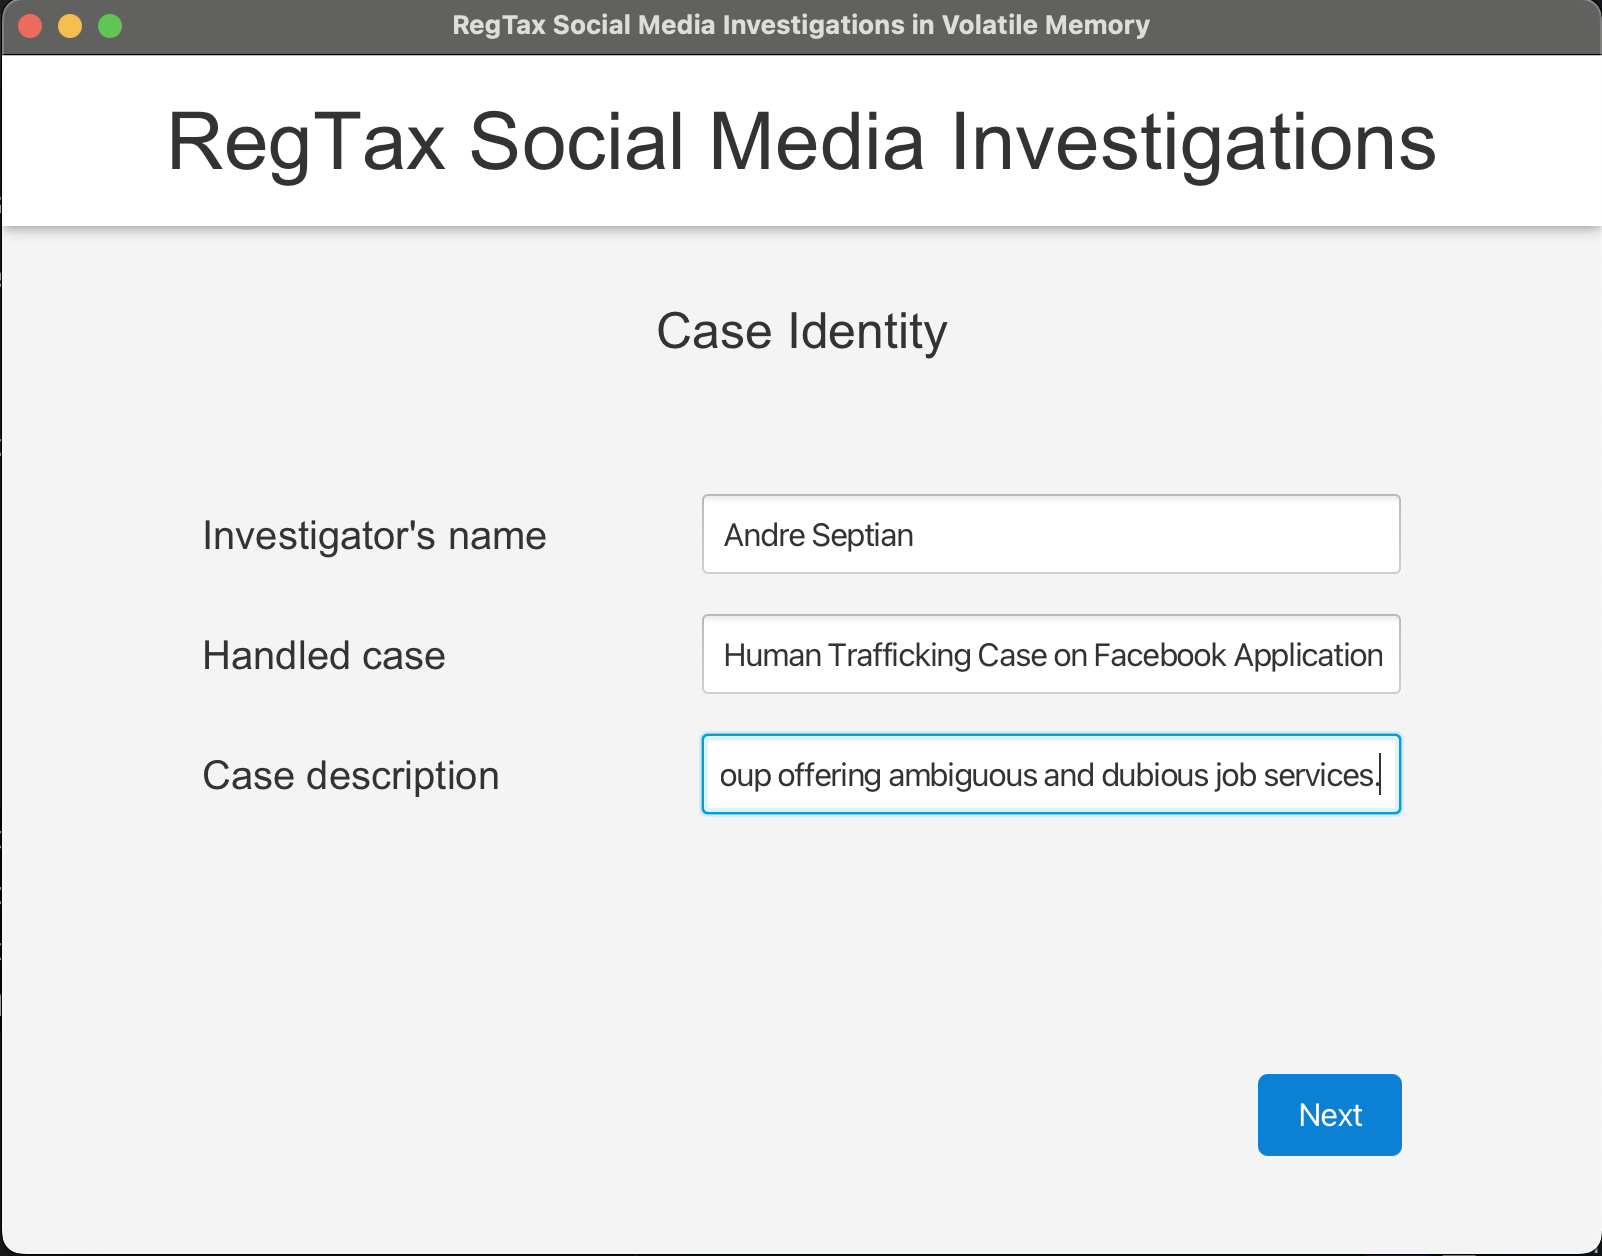 RegTax Social Media Investigations in Volatile Memory
RegTax Social Media Investigations
Case Identity
Investigator's name
Andre Septian
Handled case
Human Trafficking Case on Facebook Application
Case description
oup offering ambiguous and dubious job services.
Next